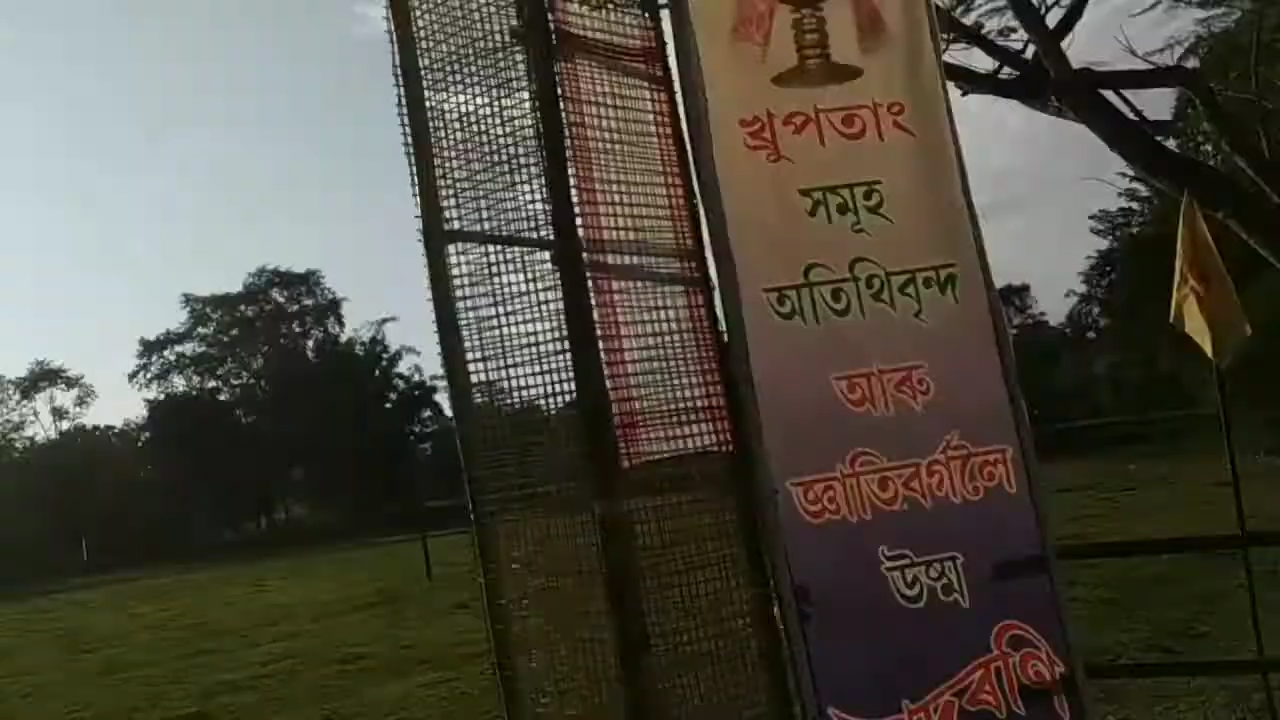 খ্ৰুপতাং
সমূহ
অতিথিবৃন্দ
আৰু
জ্ঞাতিবৰ্গলৈ
উষ্ম